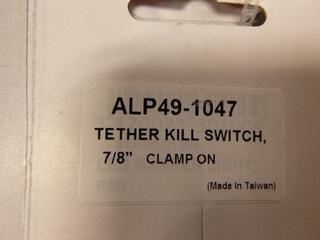 ALP49-1047
TETHER KILL SWITCH,
7/8" CLAMP ON
(Made In Taiwan)